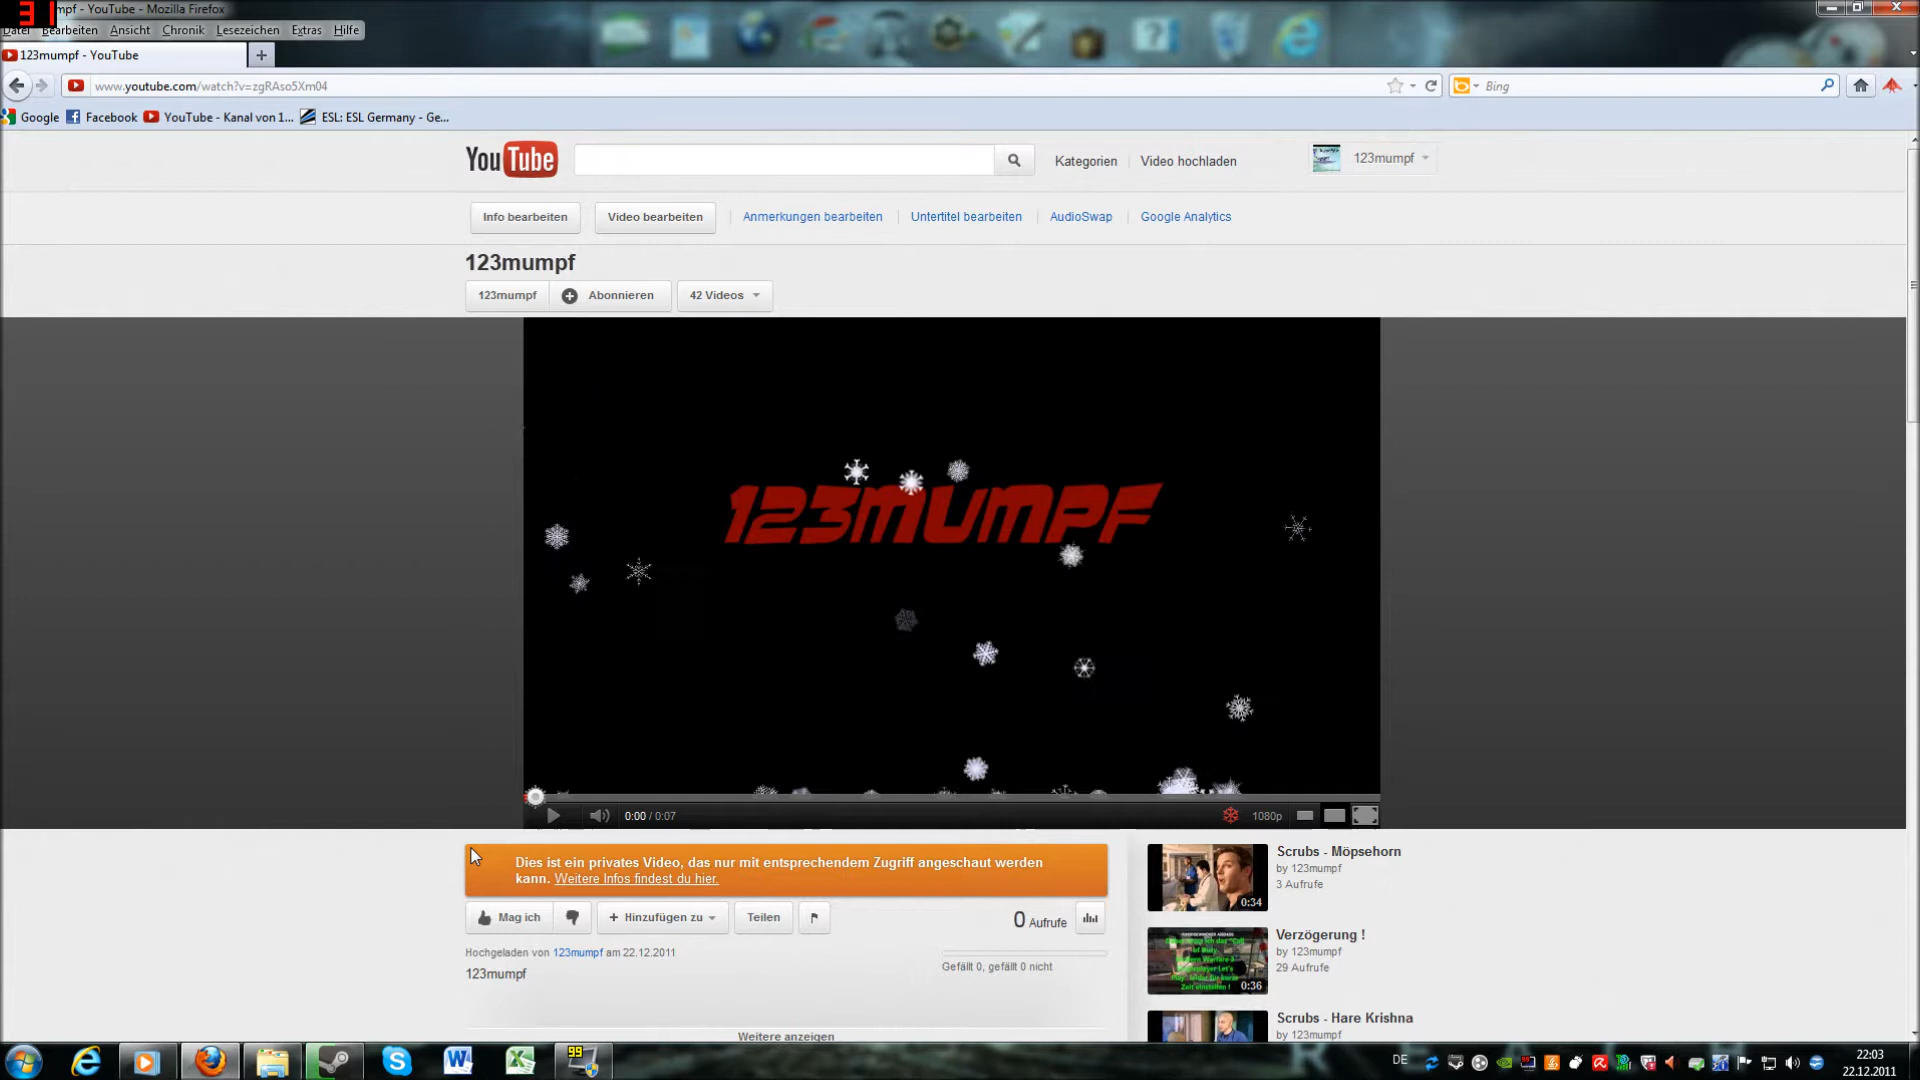 31
mpf - YouTube - Mozilla Firefox
Datei Bearbeiten Ansicht Chronik Lesezeichen Extras Hilfe
123mumpf - YouTube
www.youtube.com/watch?v=zgRAso5Xm04
Bing
Google Facebook YouTube - Kanal von 1... ESL: ESL Germany - Ge...
YouTube Kategorien Video hochladen 123mumpf
Info bearbeiten Video bearbeiten Anmerkungen bearbeiten Untertitel bearbeiten AudioSwap Google Analytics
123mumpf
123mumpf Abonnieren 42 Videos
123MUMPF
0:00 / 0:07 1080p
Dies ist ein privates Video, das nur mit entsprechendem Zugriff angeschaut werden
kann. Weitere Infos findest du hier.
Mag ich + Hinzufügen zu Teilen 0 Aufrufe
Hochgeladen von 123mumpf am 22.12.2011
Gefällt 0, gefällt 0 nicht
123mumpf
Weitere anzeigen
Scrubs - Möpsehorn
by 123mumpf
3 Aufrufe
0:34
Verzögerung !
by 123mumpf
29 Aufrufe
0:36
Scrubs - Hare Krishna
by 123mumpf
99
DE
22:03
22.12.2011